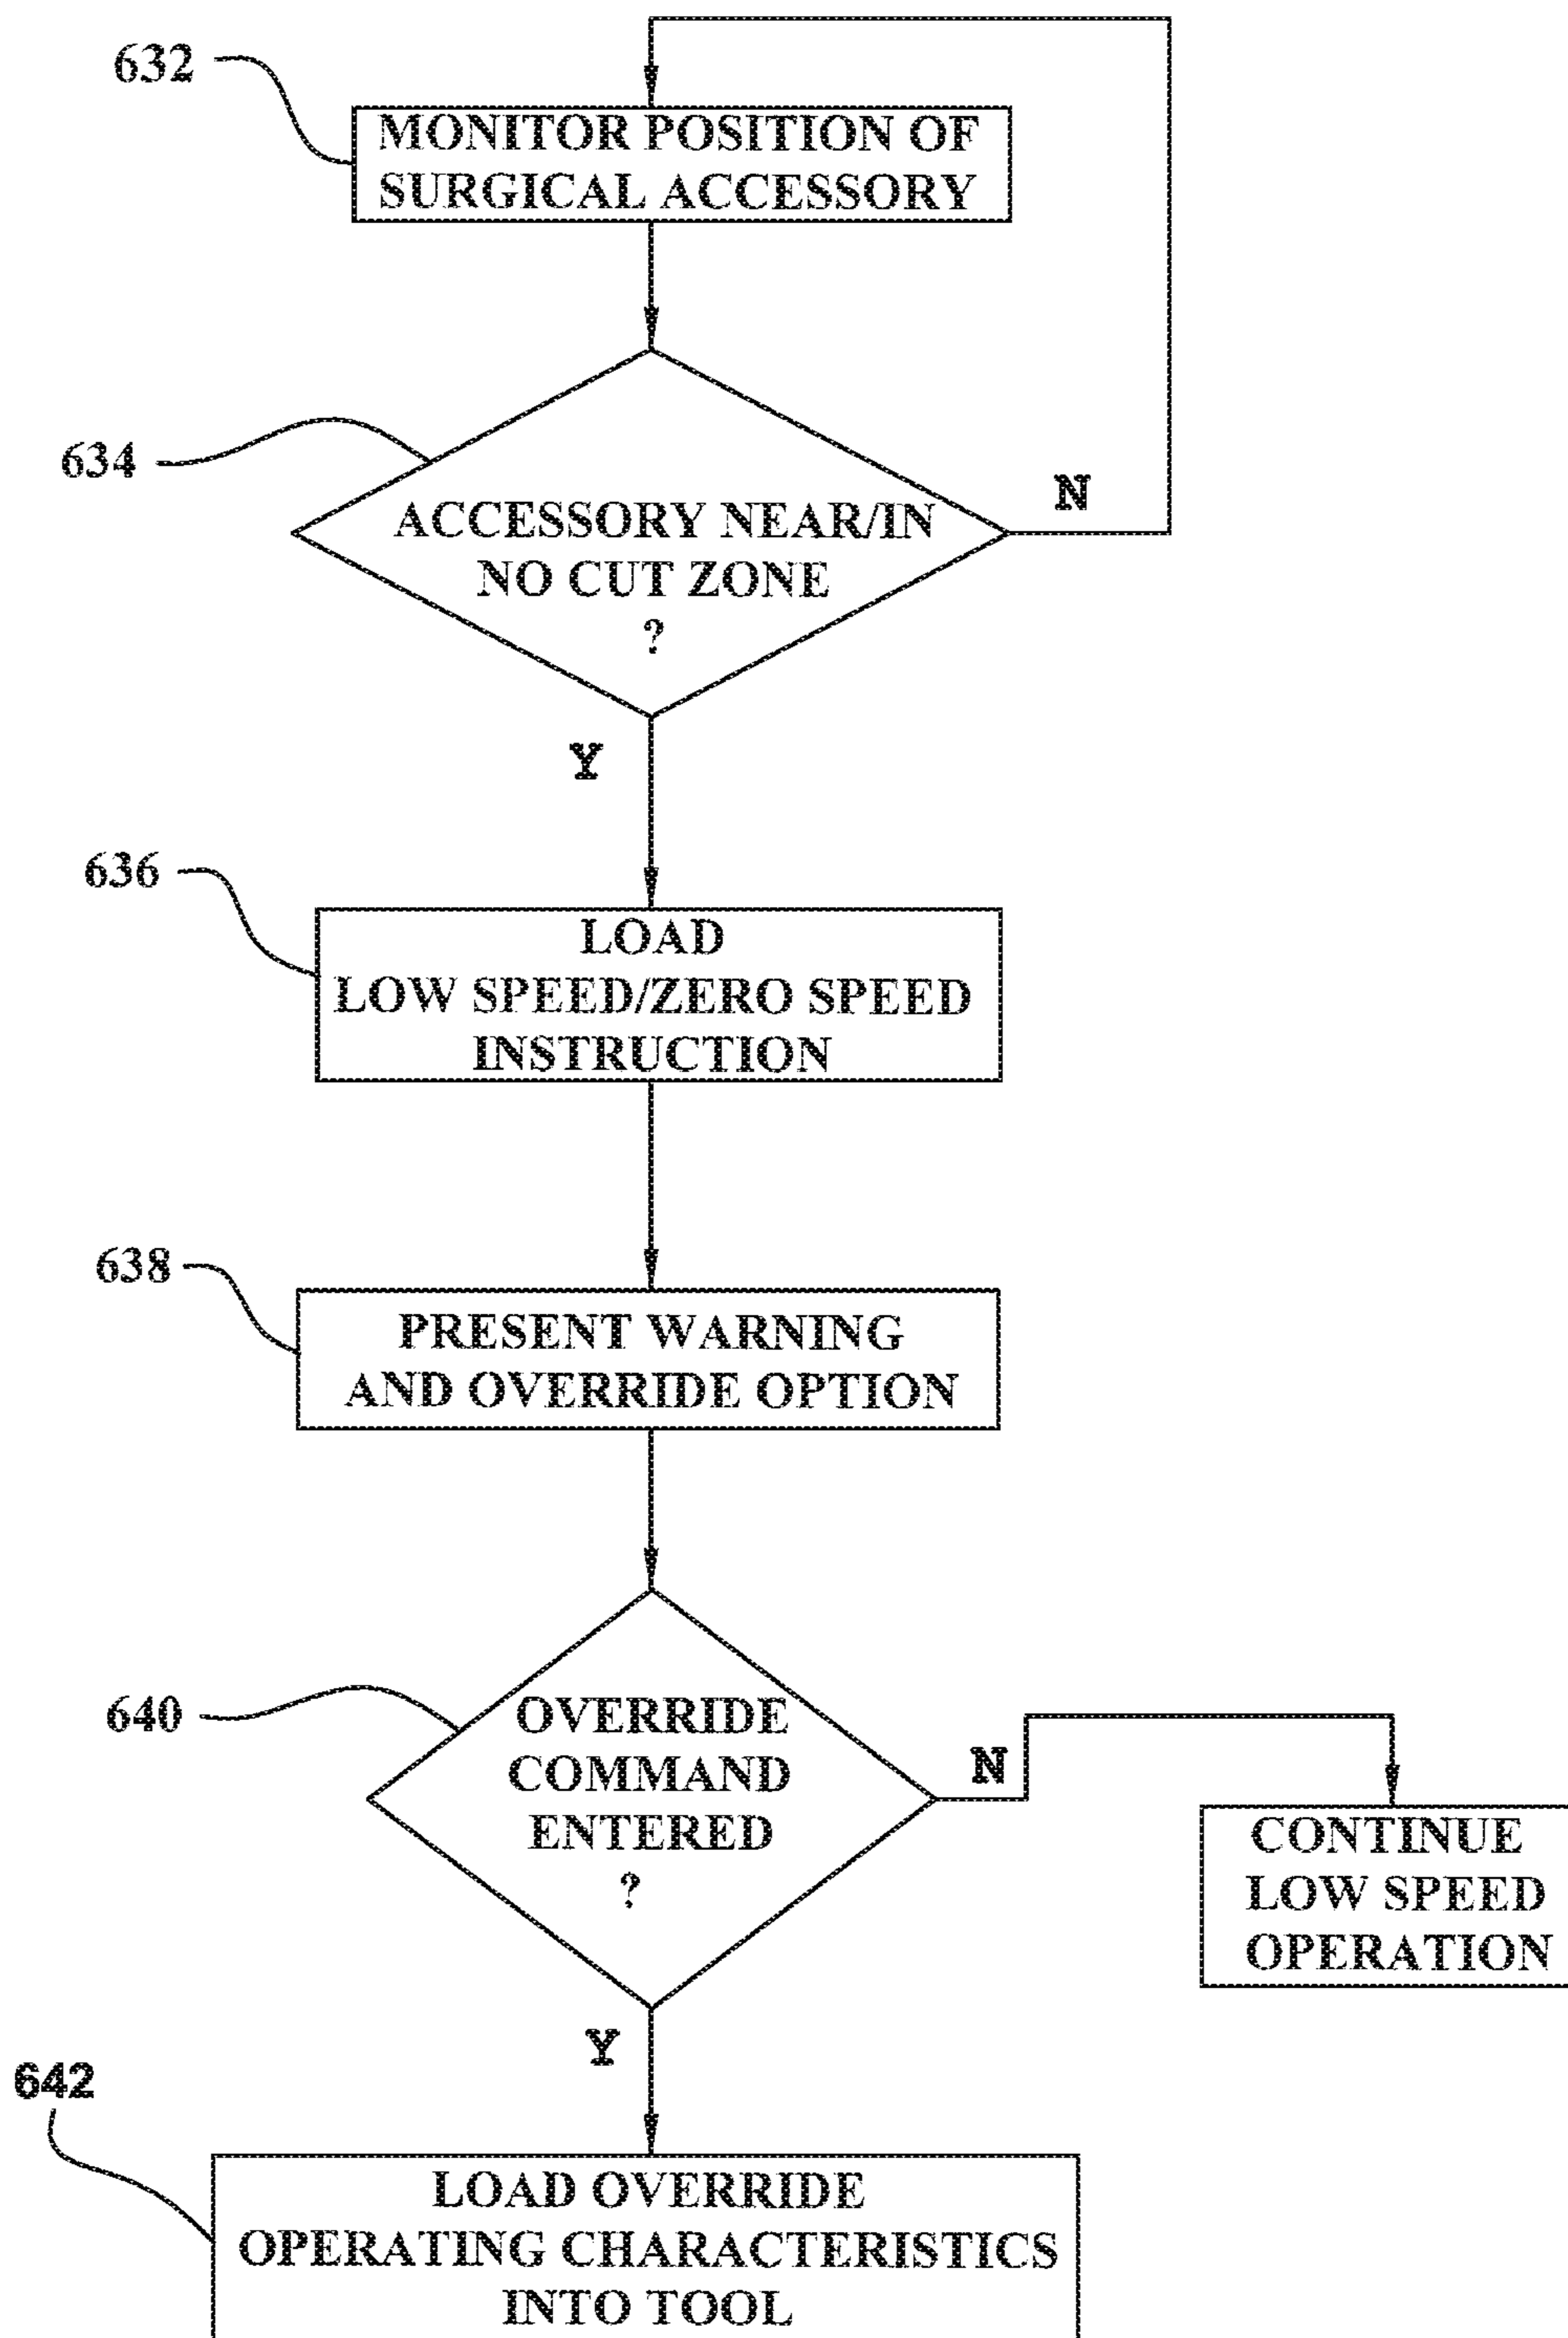 632
MONITOR POSITION OF
SURGICAL ACCESSORY
634
ACCESSORY NEAR/IN
NO CUT ZONE
?
N
Y
636
LOAD
LOW SPEED/ZERO SPEED
INSTRUCTION
638
PRESENT WARNING
AND OVERRIDE OPTION
640
OVERRIDE
COMMAND
ENTERED
?
N
CONTINUE
LOW SPEED
OPERATION
Y
642
LOAD OVERRIDE
OPERATING CHARACTERISTICS
INTO TOOL